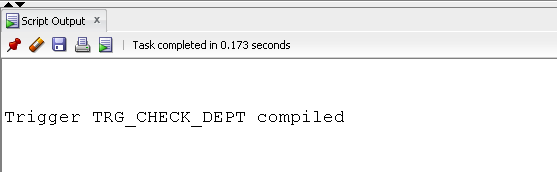 Script Output x
Task completed in 0.173 seconds
Trigger TRG_CHECK_DEPT compiled